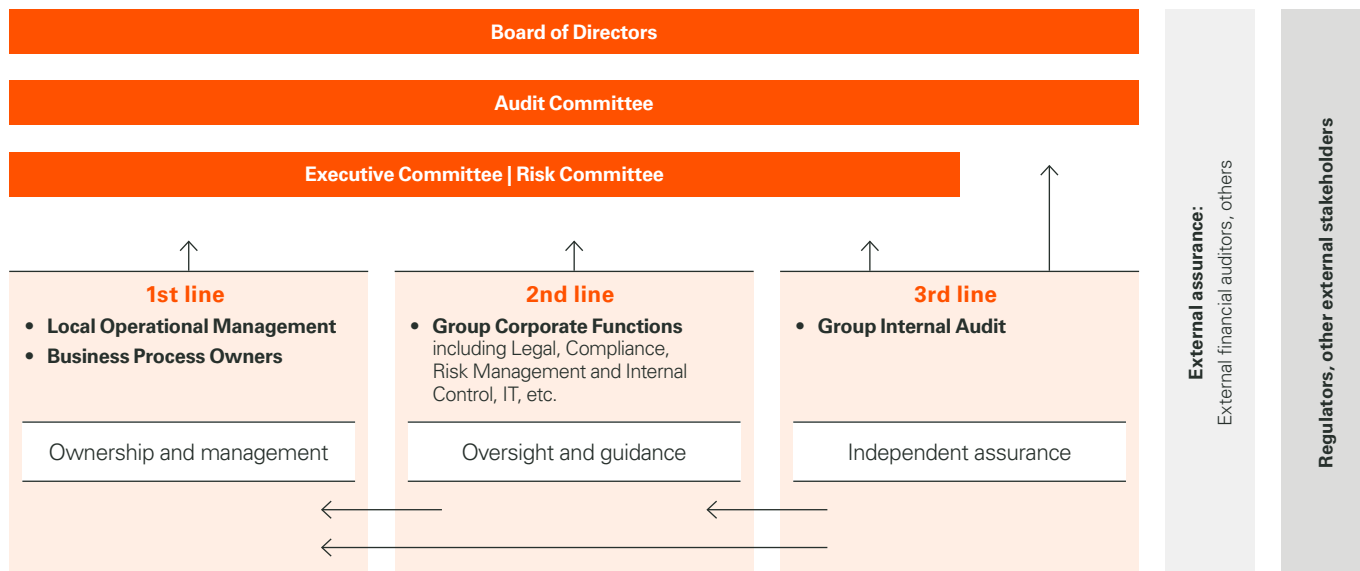 Board of Directors
Audit Committee
Executive Committee | Risk Committee
1st line
• Local Operational Management
• Business Process Owners
Ownership and management
2nd line
• Group Corporate Functions
including Legal, Compliance,
Risk Management and Internal
Control, IT, etc.
Oversight and guidance
3rd line
• Group Internal Audit
Independent assurance
External assurance:
External financial auditors, others
Regulators, other external stakeholders